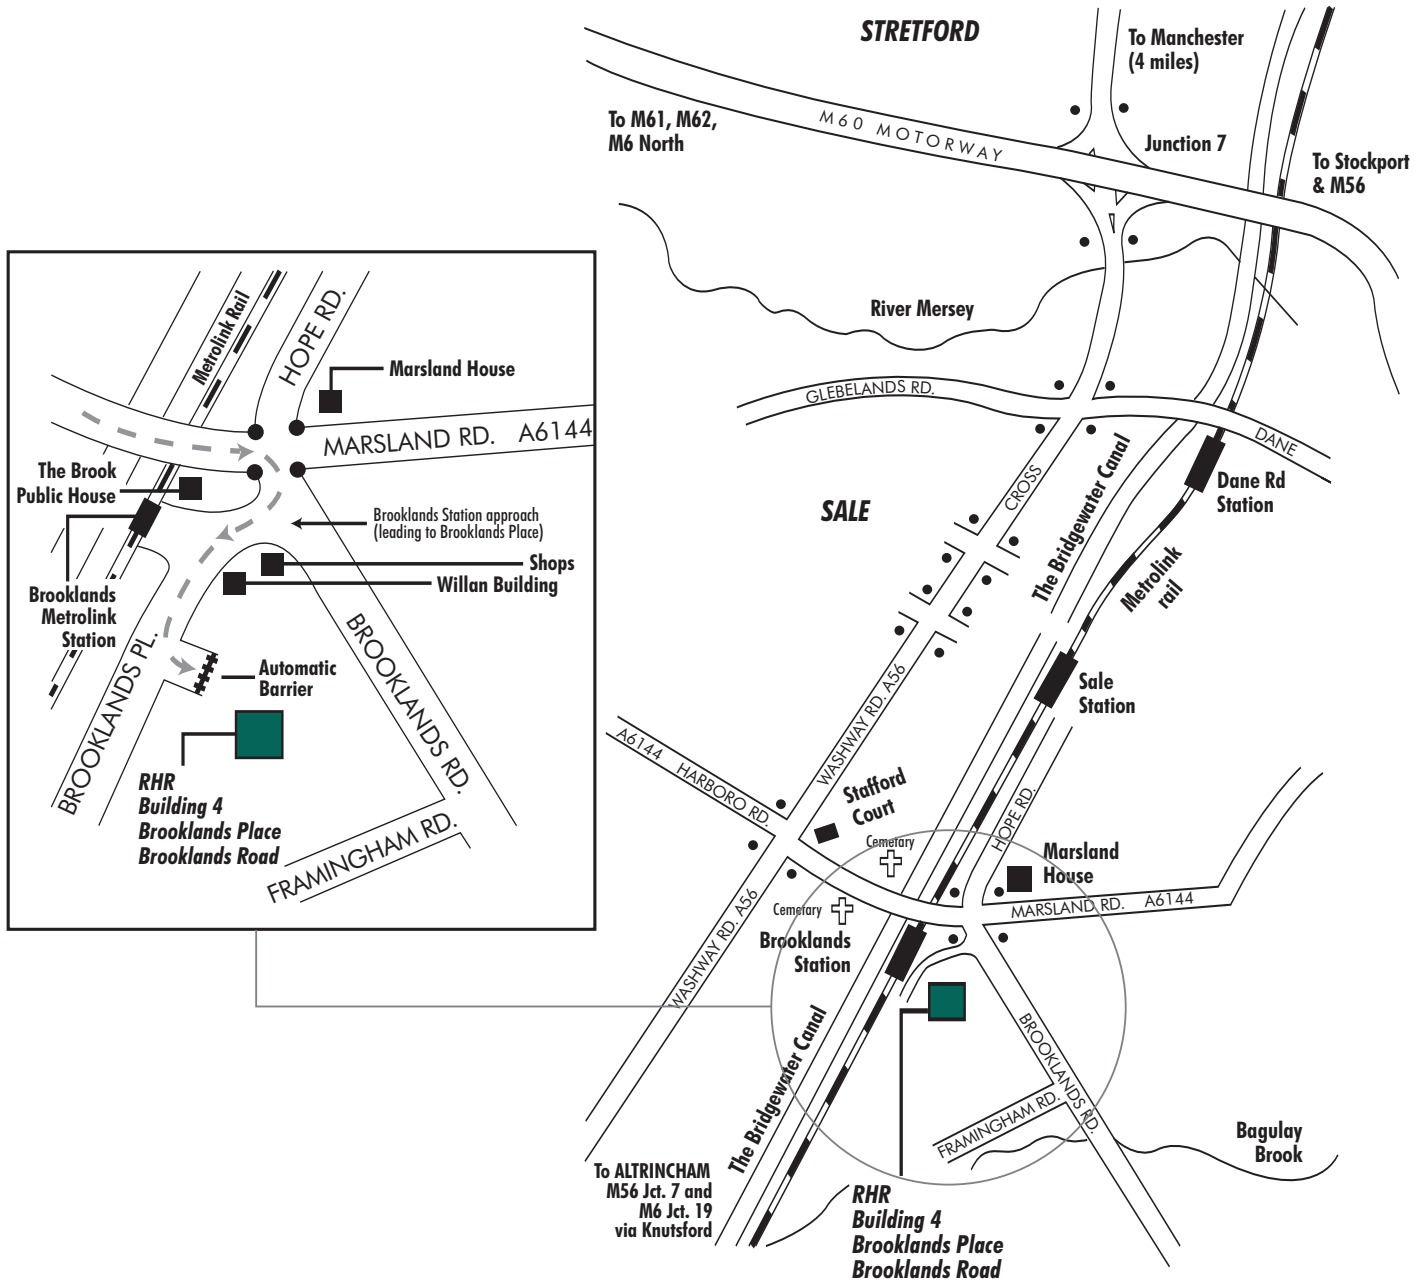 STRETFORD
To Manchester
(4 miles)
To M61, M62,
M6 North
M60 MOTORWAY
Junction 7
To Stockport
& M56
River Mersey
GLEBELANDS RD.
DANE
Dane Rd
Station
CROSS
The Bridgewater Canal
SALE
Metrolink
rail
Sale
Station
WASHWAY RD. A56
A6144 HARBORO RD.
Stafford
Court
Cemetary
HOPE RD.
Marsland
House
MARSLAND RD. A6144
Cemetary
Brooklands
Station
WASHWAY RD. A56
The Bridgewater Canal
BROOKLANDS RD.
FRAMINGHAM RD.
Bagulay
Brook
To ALTRINCHAM
M56 Jct. 7 and
M6 Jct. 19
via Knutsford
RHR
Building 4
Brooklands Place
Brooklands Road
Metrolink Rail
HOPE RD.
Marsland House
MARSLAND RD. A6144
The Brook
Public House
Brooklands Station approach
(leading to Brooklands Place)
Shops
Willan Building
Brooklands
Metrolink
Station
BROOKLANDS PL.
Automatic
Barrier
BROOKLANDS RD.
RHR
Building 4
Brooklands Place
Brooklands Road
FRAMINGHAM RD.